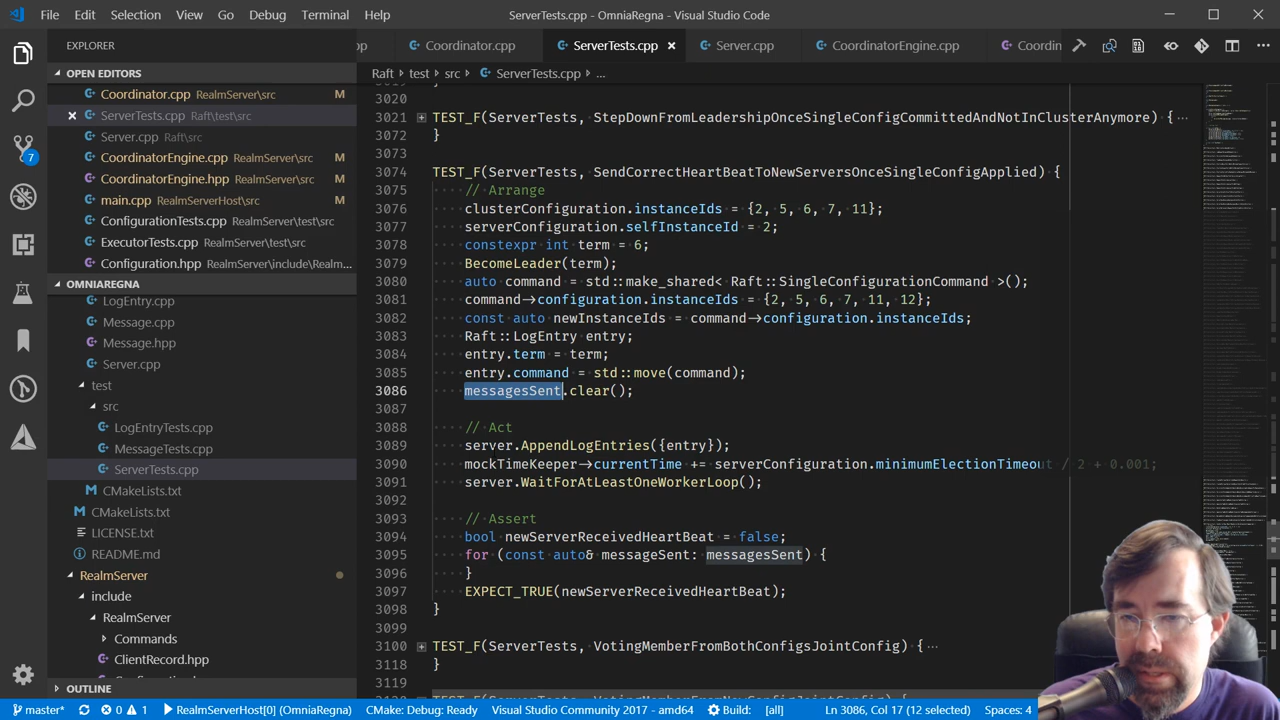 File Edit Selection View Go Debug Terminal Help ServerTests.cpp - OmniaRegna - Visual Studio Code
EXPLORER
OPEN EDITORS
Coordinator.cpp RealmServer\src M
ServerTests.cpp Raft\test\src
Server.cpp Raft\src
CoordinatorEngine.cpp RealmServer\src M
CoordinatorEngine.hpp RealmServer\src M
main.cpp RealmServerHost\src M
ConfigurationTests.cpp RealmServer\test\src
ExecutorTests.cpp RealmServer\test\src
Configuration.hpp RealmServer\include\Realm...
OMNIAREGNA
LogEntry.cpp
Message.cpp
Message.hpp
Server.cpp
test
src
LogEntryTests.cpp
MessageTests.cpp
ServerTests.cpp
CMakeLists.txt
CMakeLists.txt
LICENSE.txt
README.md
RealmServer
include
RealmServer
Commands
ClientRecord.hpp
OUTLINE
7
pp Coordinator.cpp ServerTests.cpp Server.cpp CoordinatorEngine.cpp Coordin
Raft > test > src > ServerTests.cpp > ...
3019 }
3020
3021 TEST_F(ServerTests, StepDownFromLeadershipOnceSingleConfigCommittedAndNotInClusterAnymore) {...
3072 }
3073
3074 TEST_F(ServerTests, SendCorrectHeartBeatToNewServersOnceSingleConfigApplied) {
3075 // Arrange
3076 clusterConfiguration.instanceIds = {2, 5, 6, 7, 11};
3077 serverConfiguration.selfInstanceId = 2;
3078 constexpr int term = 6;
3079 BecomeLeader(term);
3080 auto command = std::make_shared< Raft::SingleConfigurationCommand >();
3081 command->configuration.instanceIds = {2, 5, 6, 7, 11, 12};
3082 const auto newInstanceIds = command->configuration.instanceIds;
3083 Raft::LogEntry entry;
3084 entry.term = term;
3085 entry.command = std::move(command);
3086 messagesSent.clear();
3087
3088 // Act
3089 server.AppendLogEntries({entry});
3090 mockTimeKeeper->currentTime += serverConfiguration.minimumElectionTimeout / 2 + 0.001;
3091 server.WaitForAtLeastOneWorkerLoop();
3092
3093 // Assert
3094 bool newServerReceivedHeartBeat = false;
3095 for (const auto& messageSent: messagesSent) {
3096 }
3097 EXPECT_TRUE(newServerReceivedHeartBeat);
3098 }
3099
3100 TEST_F(ServerTests, VotingMemberFromBothConfigsJointConfig) {...
3118 }
3119
master* 0 1 RealmServerHost[0] (OmniaRegna) CMake: Debug: Ready Visual Studio Community 2017 - amd64 Build: [all] Ln 3086, Col 17 (12 selected) Spaces: 4